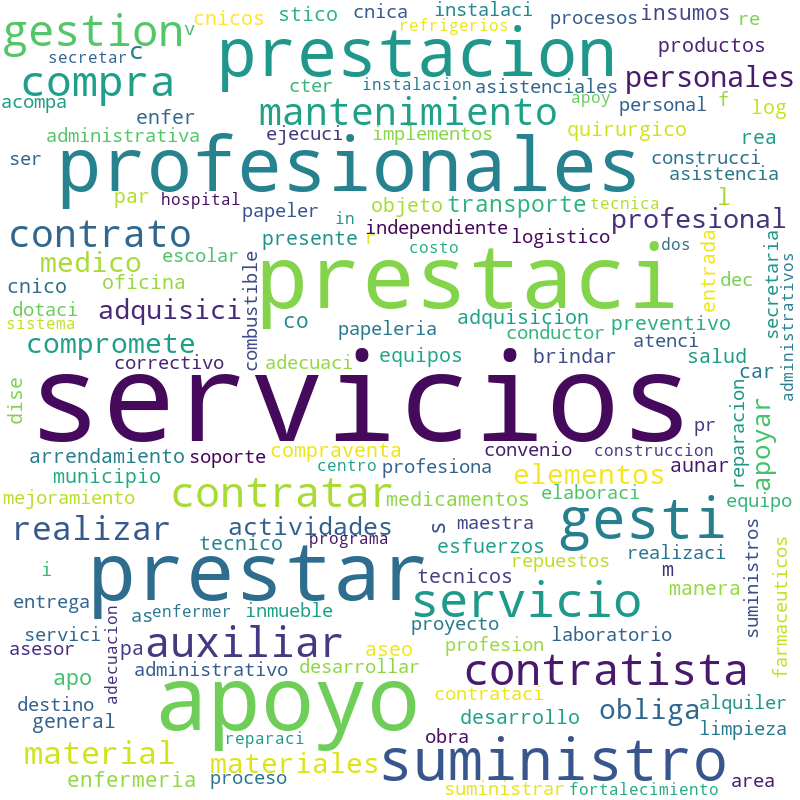 gestion
v
cnicos
stico
cnica
instalaci
procesos
insumos
re
secretar
c
prestacion
refrigerios
productos
compra
cter
instalacion
asistenciales
personales
acompa
enfer
mantenimiento
apoy
personal
f
log
administrativa
ejecuci
implementos
quirurgico
rea
ser
profesionales
construcci
asistencia
par
hospital
papeler
objeto
transporte
tecnica
l
contrato
presente
in
r
independiente
logistico
profesional
costo
dos
medico
escolar
combustible
prestaci
entrada
secretaria
administrativos
cnico
oficina
dec
dotaci
adquisici
co
papeleria
adquisicion
conductor
preventivo
sistema
compromete
correctivo
adecuaci
equipos
brindar
atenci
salud
car
dise
servicios
reparacion
apoyar
pr
arrendamiento
soporte
compraventa
convenio
construccion
municipio
centro
profesiona
elementos
aunar
mejoramiento
contratar
medicamentos
elaboraci
equipo
realizar
actividades
s
maestra
gesti
suministros
farmaceuticos
tecnico
programa
esfuerzos
repuestos
realizaci
i
prestar
tecnicos
m
manera
entrega
as
enfermer
inmueble
servicio
servici
adecuacion
proyecto
laboratorio
asesor
pa
auxiliar
aseo
profesion
apo
administrativo
desarrollar
contratista
destino
apoyo
contrataci
obliga
alquiler
general
desarrollo
limpieza
reparaci
obra
material
materiales
suministro
enfermeria
proceso
suministrar
fortalecimiento
area